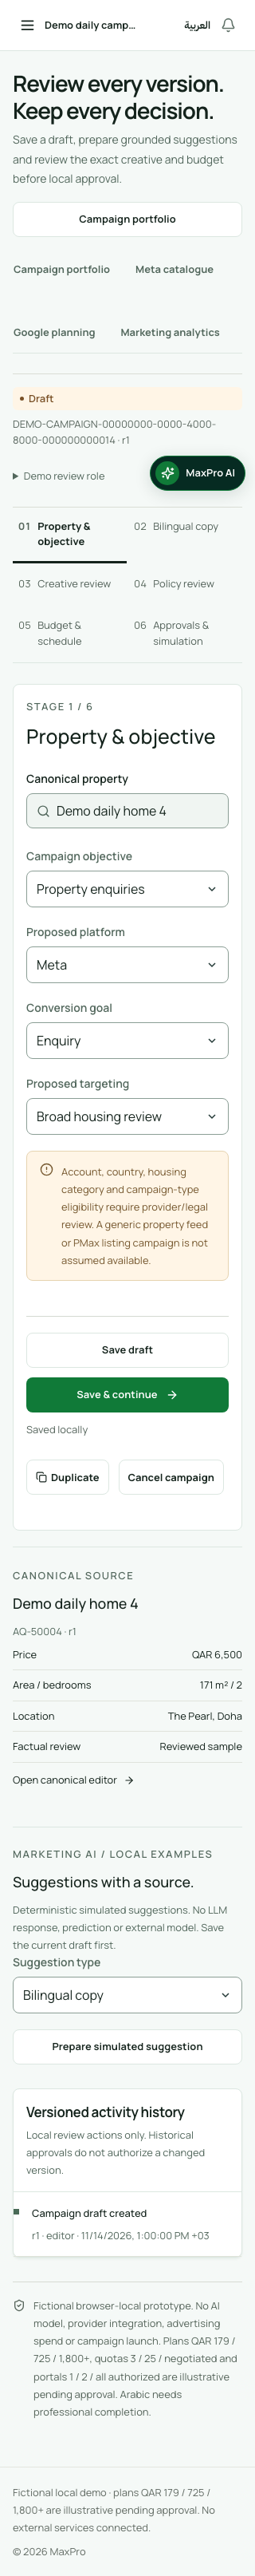 Demo daily camp...
العربية
Review every version.
Keep every decision.
Save a draft, prepare grounded suggestions
and review the exact creative and budget
before local approval.
Campaign portfolio
Campaign portfolio
Meta catalogue
Google planning
Marketing analytics
Draft
DEMO-CAMPAIGN-00000000-0000-4000-
8000-000000000014 · r1
Demo review role
MaxPro AI
01 Property &
objective
02 Bilingual copy
03 Creative review
04 Policy review
05 Budget &
schedule
06 Approvals &
simulation
STAGE 1 / 6
Property & objective
Canonical property
Demo daily home 4
Campaign objective
Property enquiries
Proposed platform
Meta
Conversion goal
Enquiry
Proposed targeting
Broad housing review
Account, country, housing
category and campaign-type
eligibility require provider/legal
review. A generic property feed
or PMax listing campaign is not
assumed available.
Save draft
Save & continue
Saved locally
Duplicate
Cancel campaign
CANONICAL SOURCE
Demo daily home 4
AQ-50004 · r1
Price QAR 6,500
Area / bedrooms 171 m² / 2
Location The Pearl, Doha
Factual review Reviewed sample
Open canonical editor
MARKETING AI / LOCAL EXAMPLES
Suggestions with a source.
Deterministic simulated suggestions. No LLM
response, prediction or external model. Save
the current draft first.
Suggestion type
Bilingual copy
Prepare simulated suggestion
Versioned activity history
Local review actions only. Historical
approvals do not authorize a changed
version.
Campaign draft created
r1 · editor · 11/14/2026, 1:00:00 PM +03
Fictional browser-local prototype. No AI
model, provider integration, advertising
spend or campaign launch. Plans QAR 179 /
725 / 1,800+, quotas 3 / 25 / negotiated and
portals 1 / 2 / all authorized are illustrative
pending approval. Arabic needs
professional completion.
Fictional local demo · plans QAR 179 / 725 /
1,800+ are illustrative pending approval. No
external services connected.
© 2026 MaxPro